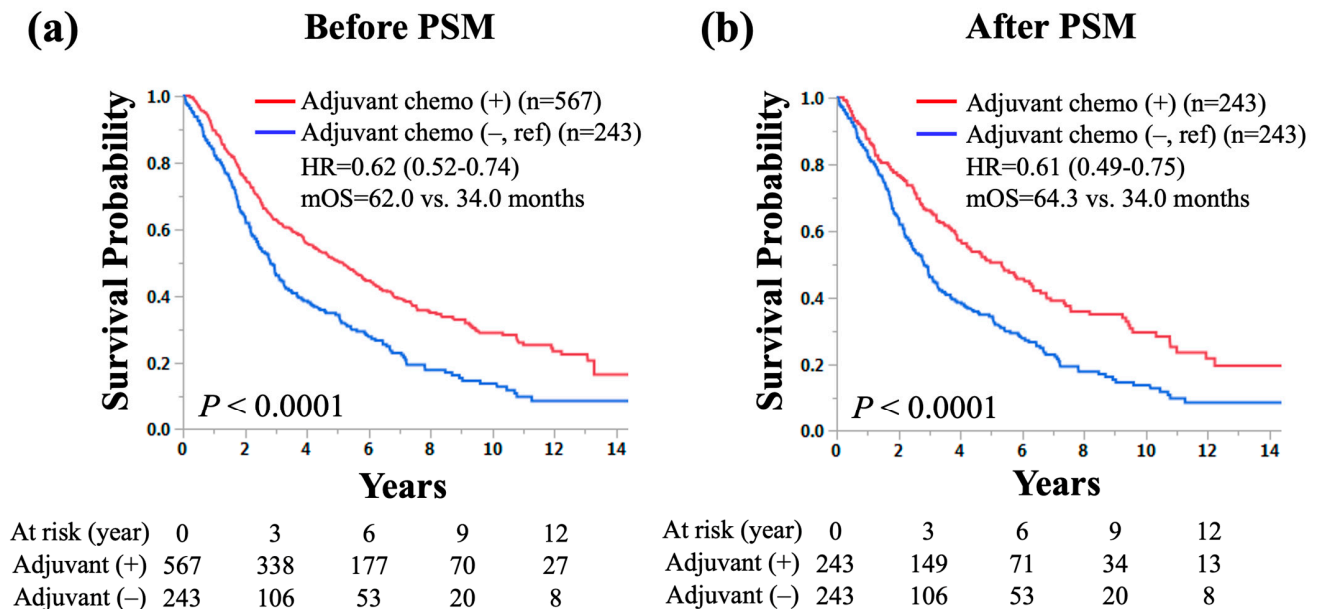 (a) Before PSM
Survival Probability
1.0
0.8
0.6
0.4
0.2
0.0
Adjuvant chemo (+) (n=567)
Adjuvant chemo (–, ref) (n=243)
HR=0.62 (0.52-0.74)
mOS=62.0 vs. 34.0 months
P < 0.0001
0 2 4 6 8 10 12 14
Years
At risk (year) 0 3 6 9 12
Adjuvant (+) 567 338 177 70 27
Adjuvant (–) 243 106 53 20 8
(b) After PSM
Survival Probability
1.0
0.8
0.6
0.4
0.2
0.0
Adjuvant chemo (+) (n=243)
Adjuvant chemo (–, ref) (n=243)
HR=0.61 (0.49-0.75)
mOS=64.3 vs. 34.0 months
P < 0.0001
0 2 4 6 8 10 12 14
Years
At risk (year) 0 3 6 9 12
Adjuvant (+) 243 149 71 34 13
Adjuvant (–) 243 106 53 20 8